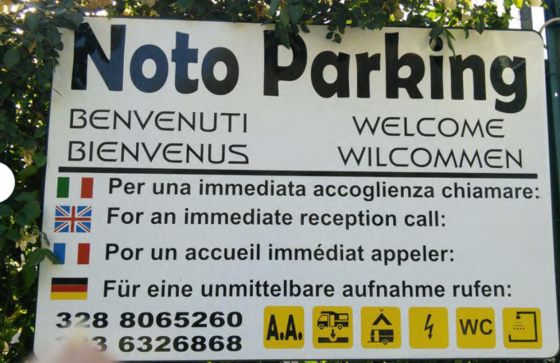 Noto Parking
BENVENUTI WELCOME
BIENVENUS WILCOMMEN
Per una immediata accoglienza chiamare:
For an immediate reception call:
Por un accueil immédiat appeler:
Für eine unmittelbare aufnahme rufen:
328 8065260 A.A. WC
6326868